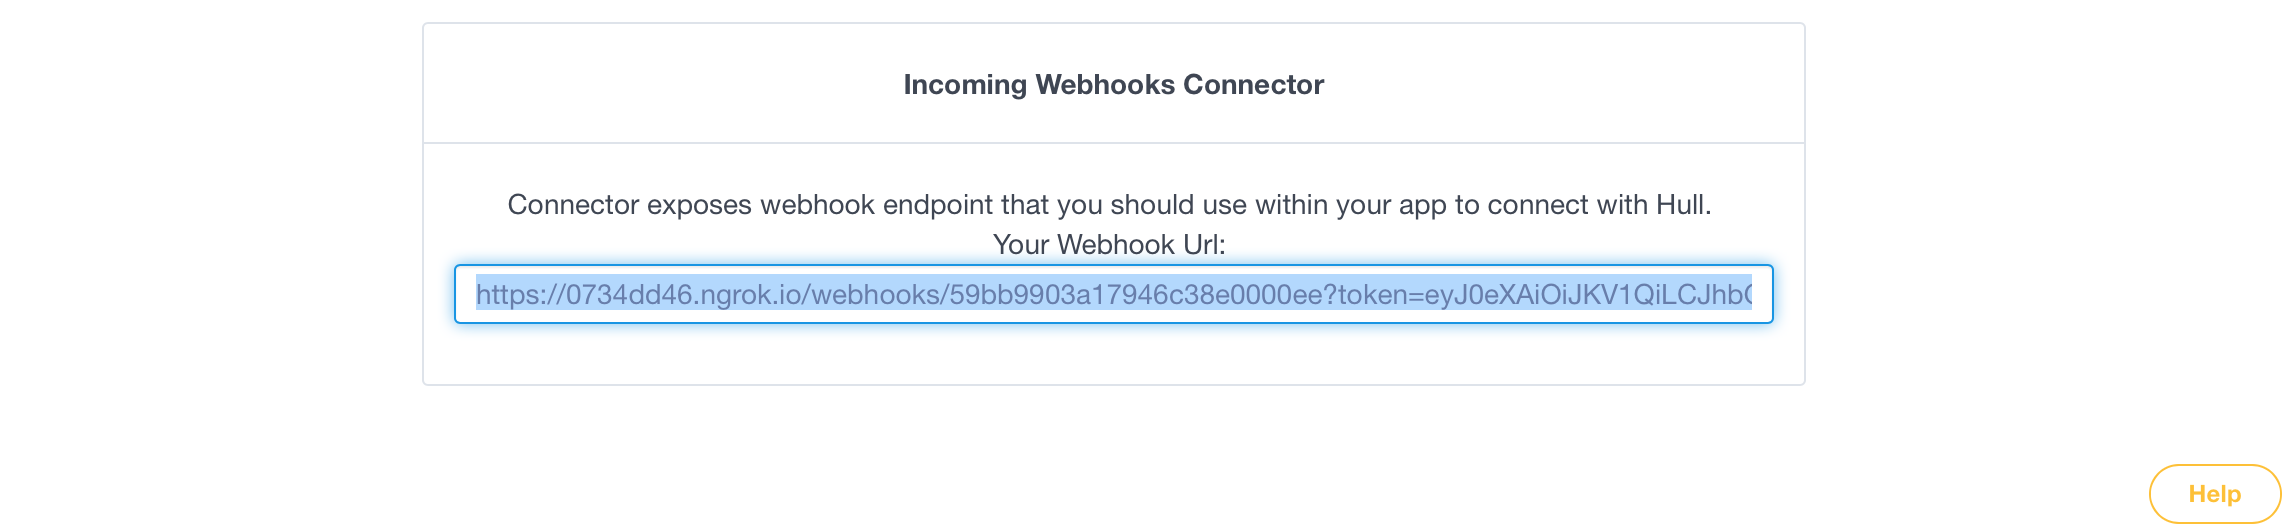 Incoming Webhooks Connector
Connector exposes webhook endpoint that you should use within your app to connect with Hull.
Your Webhook Url:
https://0734dd46.ngrok.io/webhooks/59bb9903a17946c38e0000ee?token=eyJ0eXAiOiJKV1QiLCJhb
Help